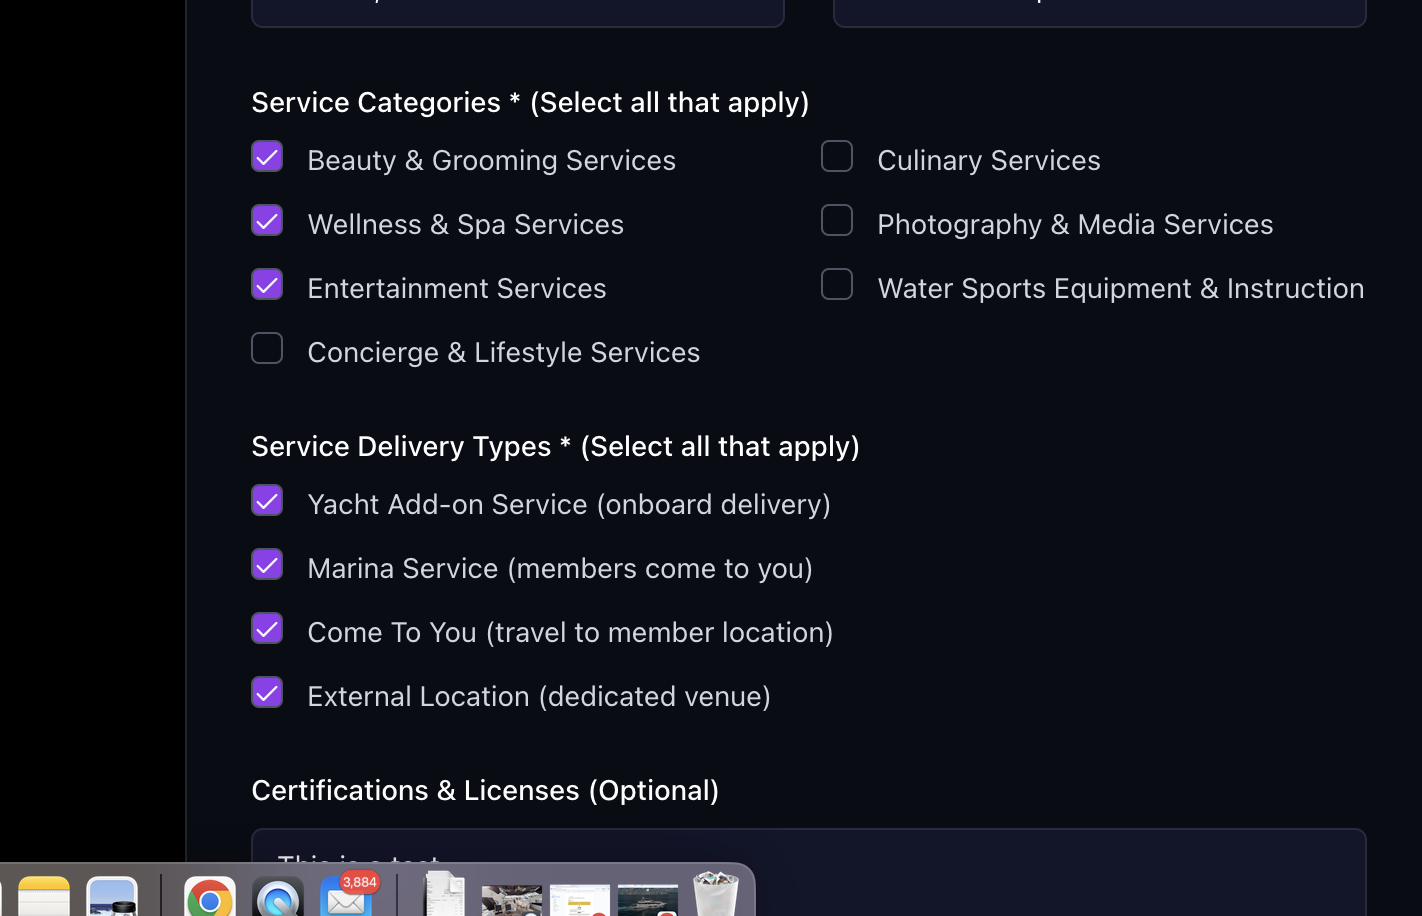 Service Categories * (Select all that apply)
Beauty & Grooming Services
Culinary Services
Wellness & Spa Services
Photography & Media Services
Entertainment Services
Water Sports Equipment & Instruction
Concierge & Lifestyle Services
Service Delivery Types * (Select all that apply)
Yacht Add-on Service (onboard delivery)
Marina Service (members come to you)
Come To You (travel to member location)
External Location (dedicated venue)
Certifications & Licenses (Optional)
This is a test
3,884